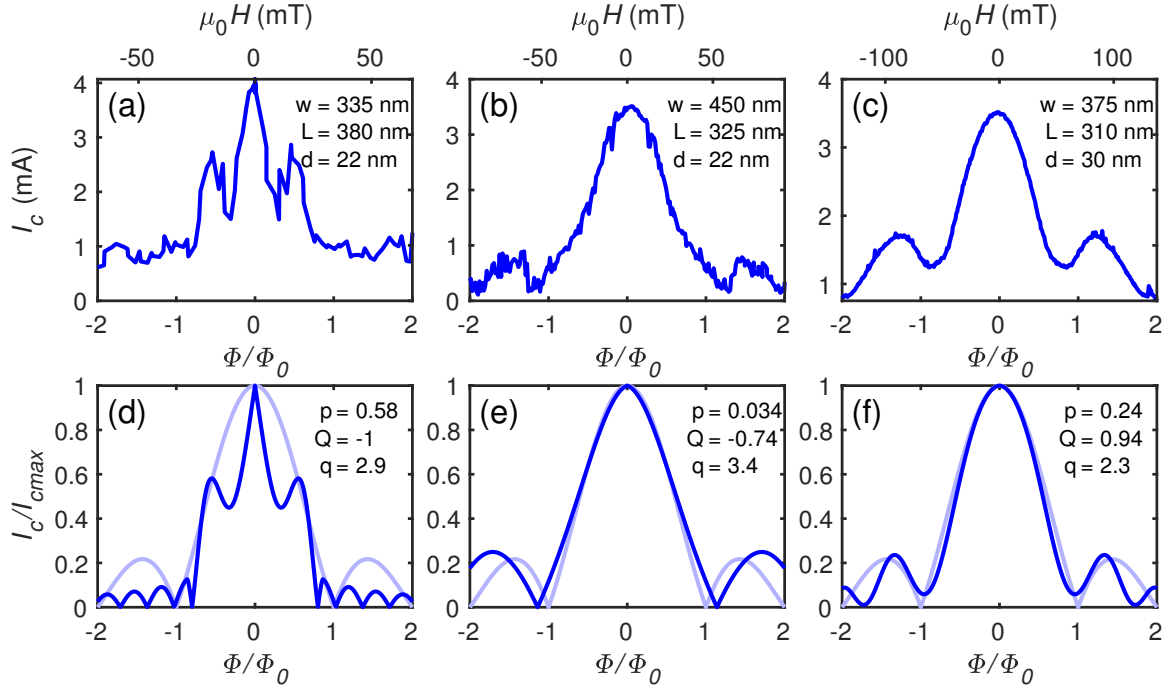 μ₀H (mT) μ₀H (mT) μ₀H (mT)
-50 0 50 -50 0 50 -100 0 100
(a) w = 335 nm
L = 380 nm
d = 22 nm
4
3
2
1
0
I_c (mA)
-2 -1 0 1 2
Φ/Φ₀
(b) w = 450 nm
L = 325 nm
d = 22 nm
4
3
2
1
0
-2 -1 0 1 2
Φ/Φ₀
(c) w = 375 nm
L = 310 nm
d = 30 nm
4
3
2
1
-2 -1 0 1 2
Φ/Φ₀
(d) p = 0.58
Q = -1
q = 2.9
1
0.8
0.6
0.4
0.2
0
I_c/I_cmax
-2 -1 0 1 2
Φ/Φ₀
(e) p = 0.034
Q = -0.74
q = 3.4
1
0.8
0.6
0.4
0.2
0
-2 -1 0 1 2
Φ/Φ₀
(f) p = 0.24
Q = 0.94
q = 2.3
1
0.8
0.6
0.4
0.2
0
-2 -1 0 1 2
Φ/Φ₀